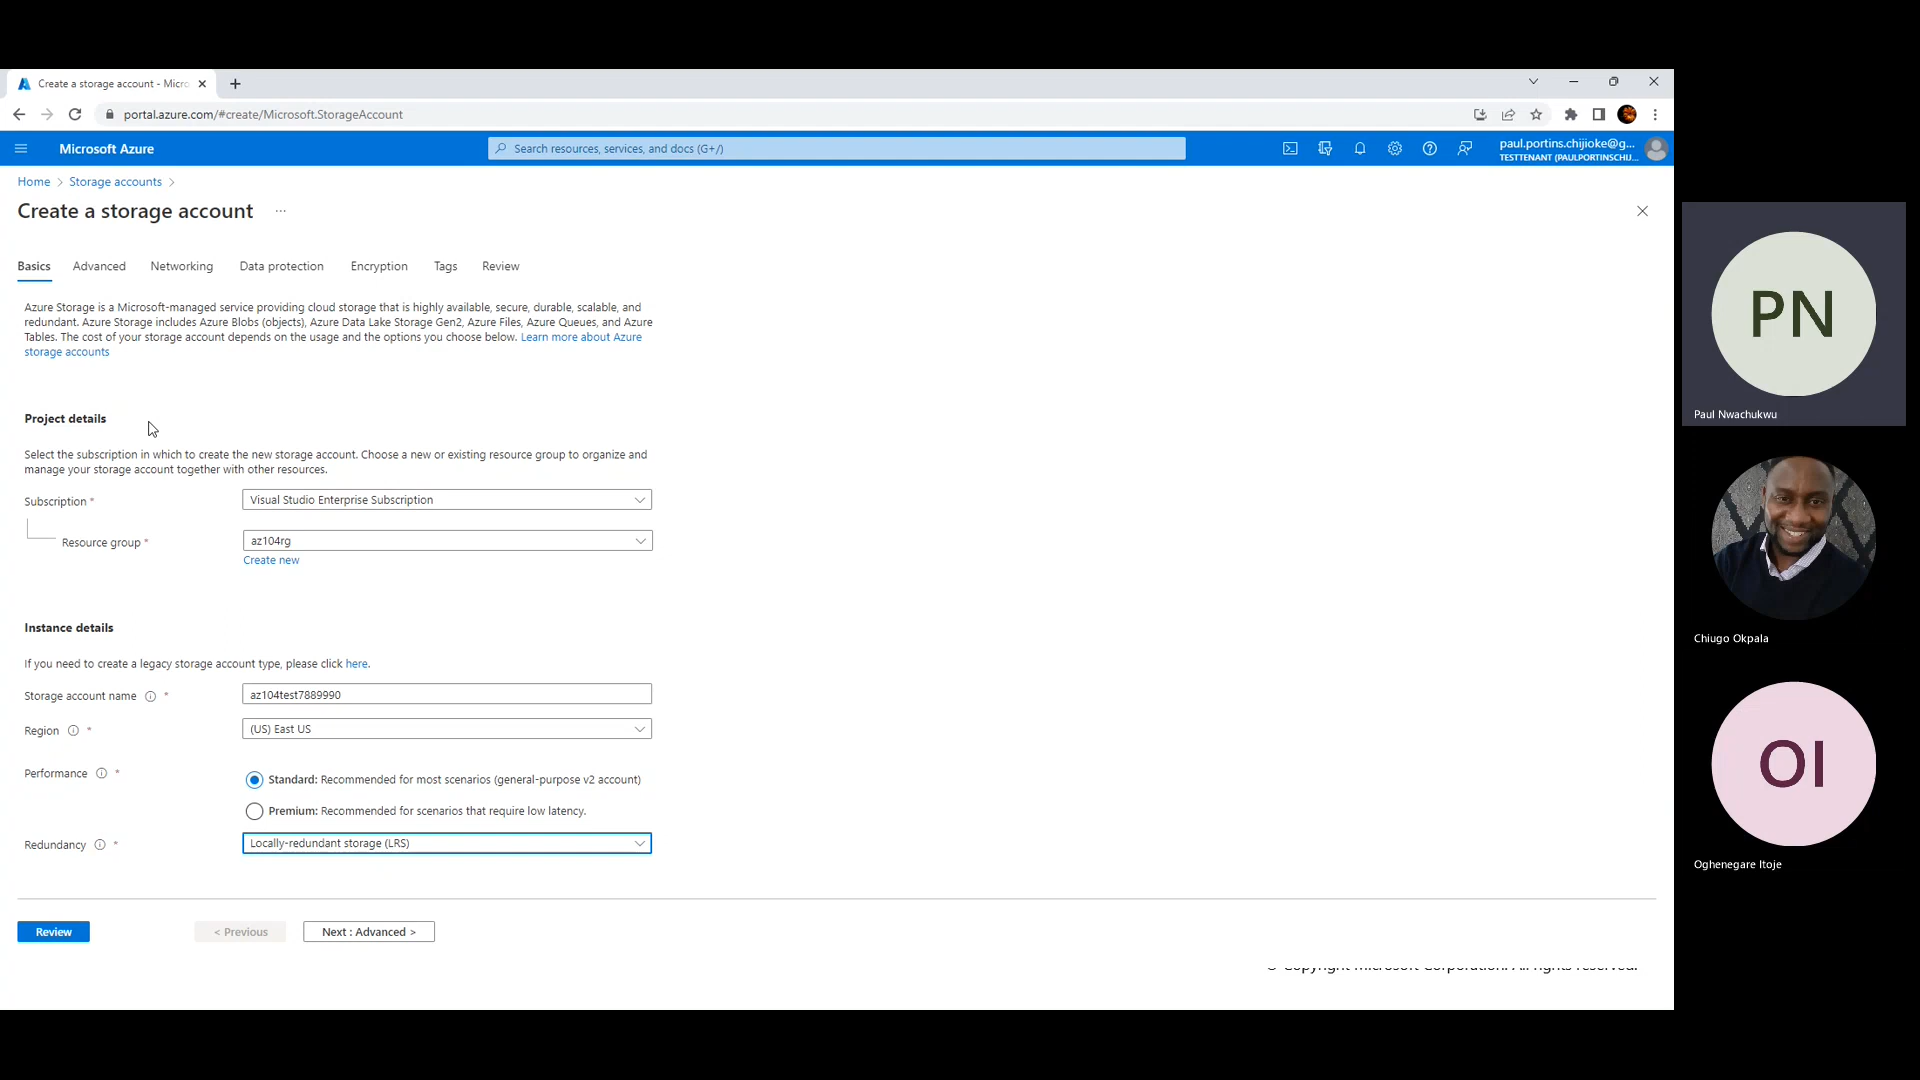 Create a storage account - Micro
portal.azure.com/#create/Microsoft.StorageAccount
Microsoft Azure
Search resources, services, and docs (G+/)
paul.portins.chijioke@g...
TESTTENANT (PAULPORTINSCHIJ...
Home > Storage accounts >
Create a storage account ...
Basics Advanced Networking Data protection Encryption Tags Review
Azure Storage is a Microsoft-managed service providing cloud storage that is highly available, secure, durable, scalable, and
redundant. Azure Storage includes Azure Blobs (objects), Azure Data Lake Storage Gen2, Azure Files, Azure Queues, and Azure
Tables. The cost of your storage account depends on the usage and the options you choose below. Learn more about Azure
storage accounts
Project details
Select the subscription in which to create the new storage account. Choose a new or existing resource group to organize and
manage your storage account together with other resources.
Subscription * Visual Studio Enterprise Subscription
Resource group * az104rg
Create new
Instance details
If you need to create a legacy storage account type, please click here.
Storage account name * az104test7889990
Region * (US) East US
Performance * Standard: Recommended for most scenarios (general-purpose v2 account)
Premium: Recommended for scenarios that require low latency.
Redundancy * Locally-redundant storage (LRS)
Review < Previous Next : Advanced >
© Copyright Microsoft Corporation. All rights reserved.
PN
Paul Nwachukwu
Chiugo Okpala
OI
Oghenegare Itoje